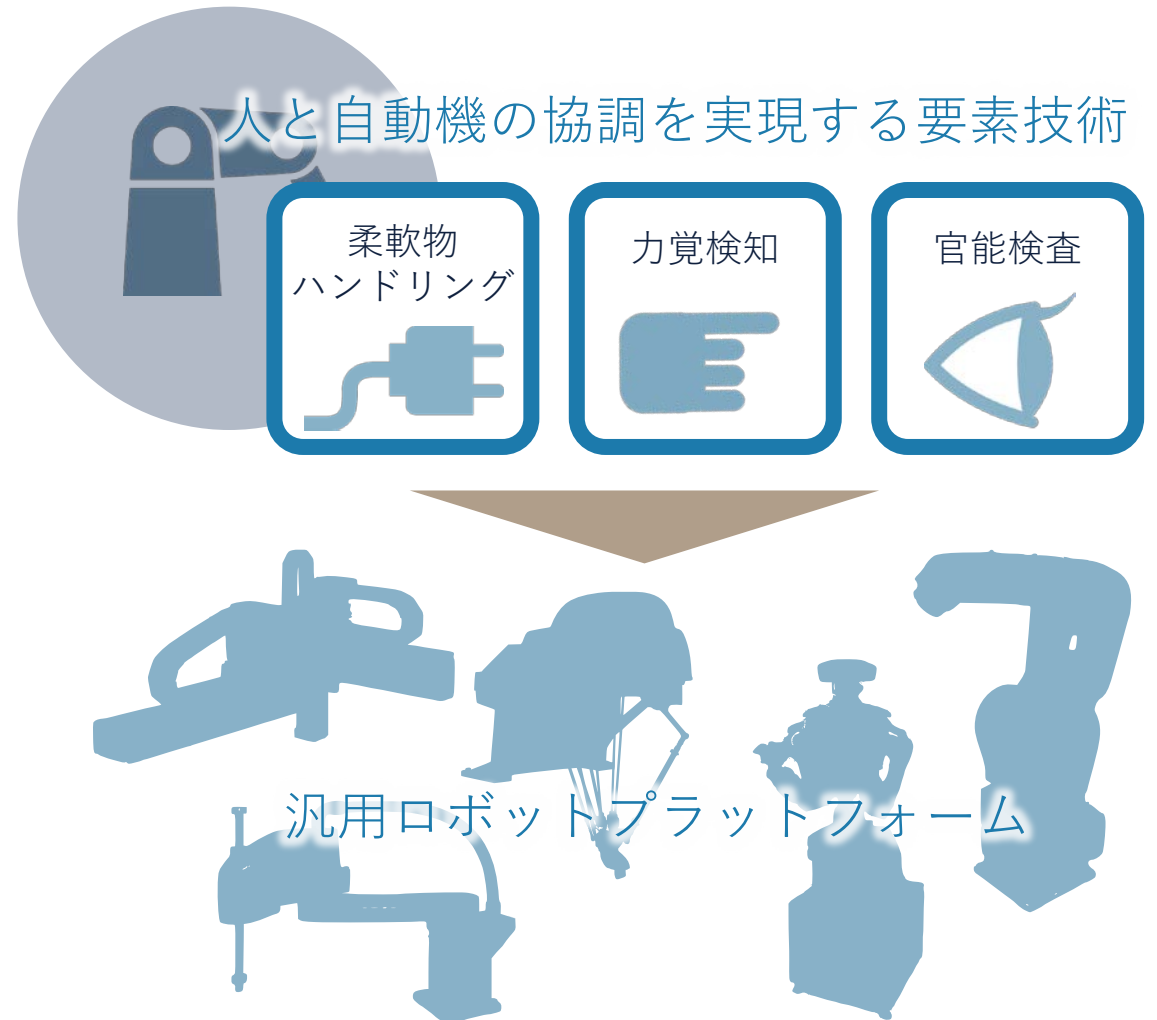 人と自動機の協調を実現する要素技術
柔軟物
ハンドリング
力覚検知
官能検査
汎用ロボットプラットフォーム